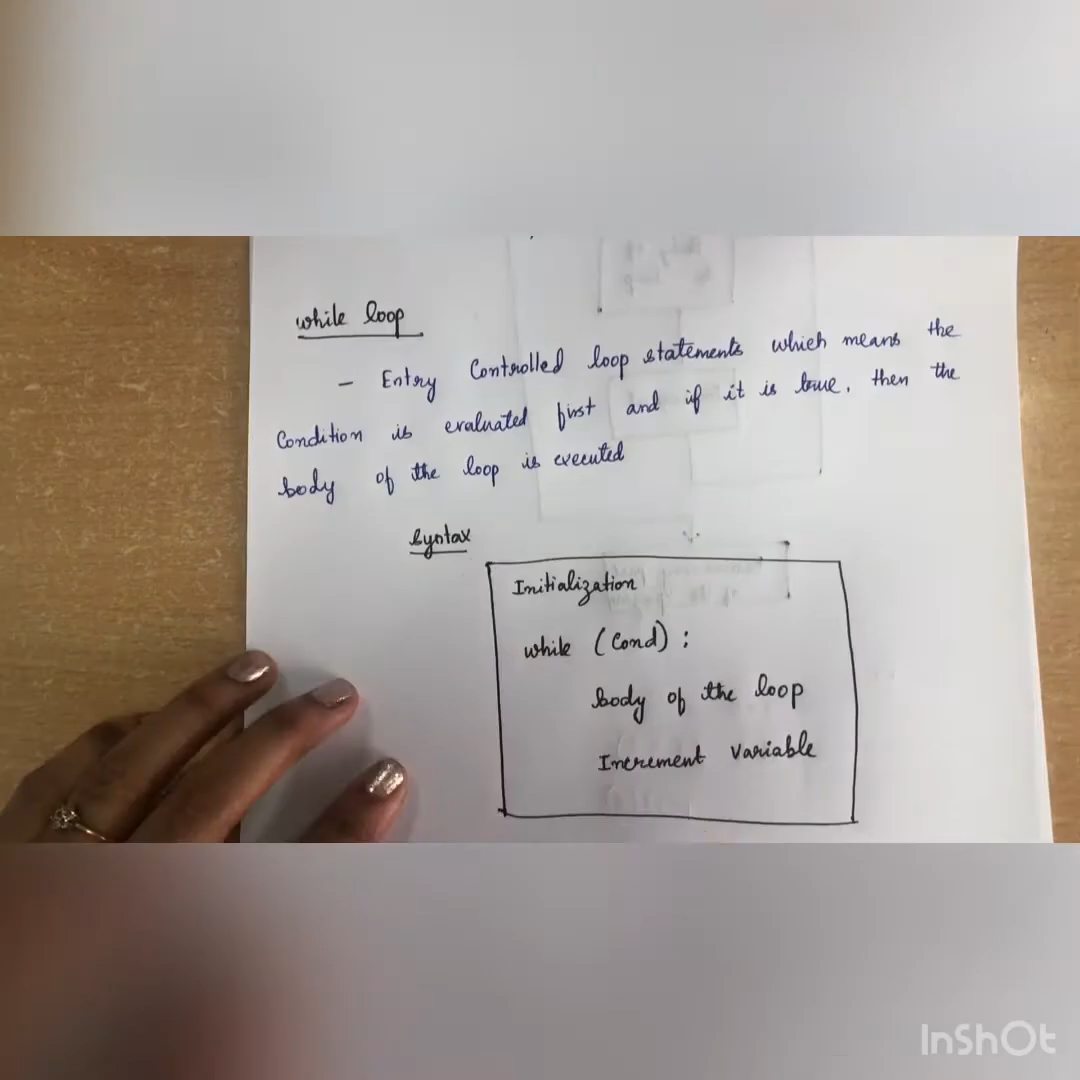 while loop
- Entry Controlled loop statements which means the
Condition is evaluated first and if it is true, then the
body of the loop is executed
Syntax
Initialization
while (Cond) :
body of the loop
Increment variable
InShOt